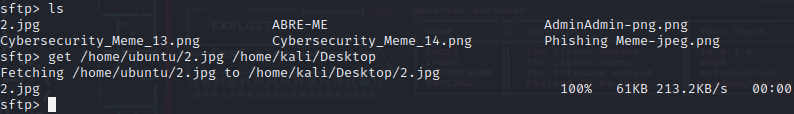 sftp> ls
2.jpg ABRE-ME AdminAdmin-png.png
Cybersecurity_Meme_13.png Cybersecurity_Meme_14.png Phishing Meme-jpeg.png
sftp> get /home/ubuntu/2.jpg /home/kali/Desktop
Fetching /home/ubuntu/2.jpg to /home/kali/Desktop/2.jpg
2.jpg 100% 61KB 213.2KB/s 00:00
sftp>